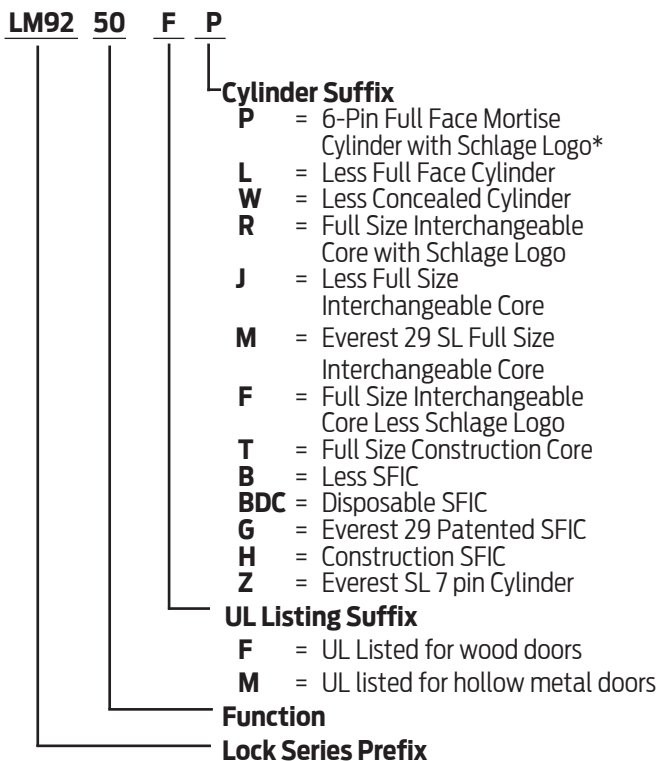 LM92 50 F P
Cylinder Suffix
P = 6-Pin Full Face Mortise
Cylinder with Schlage Logo*
L = Less Full Face Cylinder
W = Less Concealed Cylinder
R = Full Size Interchangeable
Core with Schlage Logo
J = Less Full Size
Interchangeable Core
M = Everest 29 SL Full Size
Interchangeable Core
F = Full Size Interchangeable
Core Less Schlage Logo
T = Full Size Construction Core
B = Less SFIC
BDC = Disposable SFIC
G = Everest 29 Patented SFIC
H = Construction SFIC
Z = Everest SL 7 pin Cylinder
UL Listing Suffix
F = UL Listed for wood doors
M = UL listed for hollow metal doors
Function
Lock Series Prefix